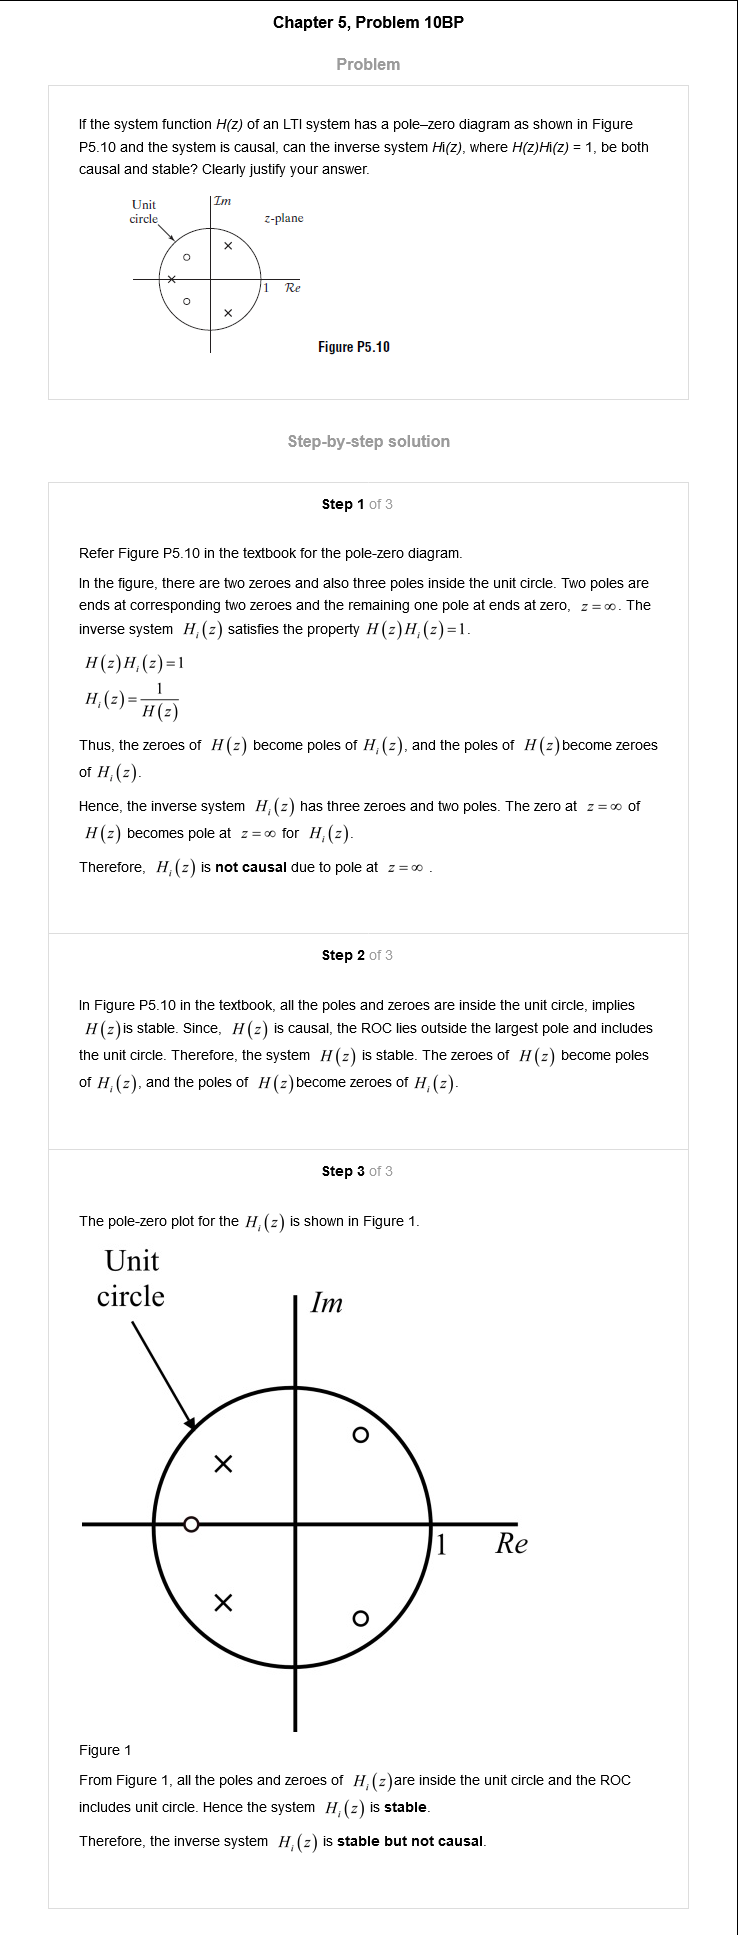 Chapter 5, Problem 10BP
Problem
If the system function H(z) of an LTI system has a pole–zero diagram as shown in Figure
P5.10 and the system is causal, can the inverse system Hi(z), where H(z)Hi(z) = 1, be both
causal and stable? Clearly justify your answer.
Unit
circle
Im
z-plane
1 Re
Figure P5.10
Step-by-step solution
Step 1 of 3
Refer Figure P5.10 in the textbook for the pole-zero diagram.
In the figure, there are two zeroes and also three poles inside the unit circle. Two poles are
ends at corresponding two zeroes and the remaining one pole at ends at zero, z = ∞. The
inverse system H_i(z) satisfies the property H(z)H_i(z)=1.
H(z)H_i(z)=1
H_i(z)=1/H(z)
Thus, the zeroes of H(z) become poles of H_i(z), and the poles of H(z)become zeroes
of H_i(z).
Hence, the inverse system H_i(z) has three zeroes and two poles. The zero at z = ∞ of
H(z) becomes pole at z = ∞ for H_i(z).
Therefore, H_i(z) is not causal due to pole at z = ∞ .
Step 2 of 3
In Figure P5.10 in the textbook, all the poles and zeroes are inside the unit circle, implies
H(z)is stable. Since, H(z) is causal, the ROC lies outside the largest pole and includes
the unit circle. Therefore, the system H(z) is stable. The zeroes of H(z) become poles
of H_i(z), and the poles of H(z)become zeroes of H_i(z).
Step 3 of 3
The pole-zero plot for the H_i(z) is shown in Figure 1.
Unit
circle
Im
1 Re
Figure 1
From Figure 1, all the poles and zeroes of H_i(z)are inside the unit circle and the ROC
includes unit circle. Hence the system H_i(z) is stable.
Therefore, the inverse system H_i(z) is stable but not causal.